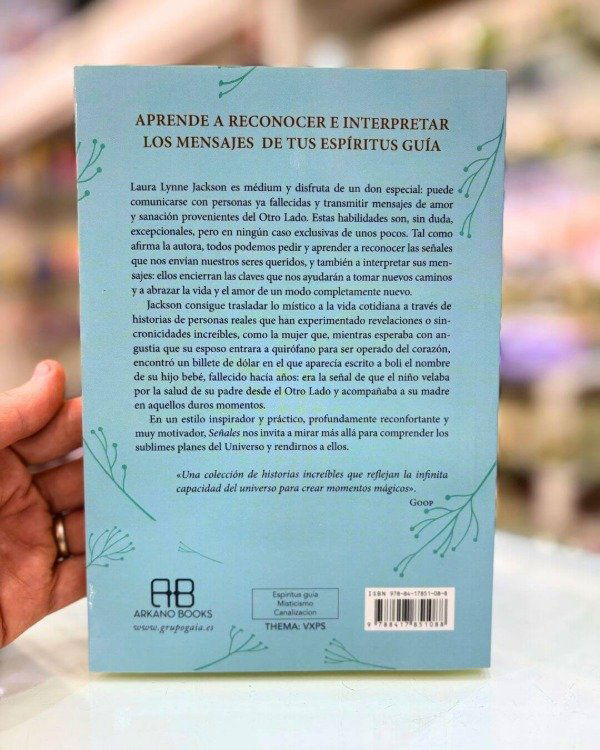 APRENDE A RECONOCER E INTERPRETAR
LOS MENSAJES DE TUS ESPÍRITUS GUÍA
Laura Lynne Jackson es médium y disfruta de un don especial: puede
comunicarse con personas ya fallecidas y transmitir mensajes de amor
y sanación provenientes del Otro Lado. Estas habilidades son, sin duda,
excepcionales, pero en ningún caso exclusivas de unos pocos. Tal como
afirma la autora, todos podemos pedir y aprender a reconocer las señales
que nos envían nuestros seres queridos, y también a interpretar sus men-
sajes: ellos encierran las claves que nos ayudarán a tomar nuevos caminos
y a abrazar la vida y el amor de un modo completamente nuevo.
Jackson consigue trasladar lo místico a la vida cotidiana a través de
historias de personas reales que han experimentado revelaciones o sin-
cronicidades increíbles, como la mujer que, mientras esperaba con an-
gustia que su esposo entrara a quirófano para ser operado del corazón,
encontró un billete de dólar en el que aparecía escrito a boli el nombre
de su hijo bebé, fallecido hacía años: era la señal de que el niño velaba
por la salud de su padre desde el Otro Lado y acompañaba a su madre
en aquellos duros momentos.
En un estilo inspirador y práctico, profundamente reconfortante y
muy motivador, Señales nos invita a mirar más allá para comprender los
sublimes planes del Universo y rendirnos a ellos.
«Una colección de historias increíbles que reflejan la infinita
capacidad del universo para crear momentos mágicos».
GOOP
AB
ARKANO BOOKS
www.grupogaia.es
Espíritus guía
Misticismo
Canalizacion
THEMA: VXPS
ISBN 978-84-17851-08-8
9 788417 851088